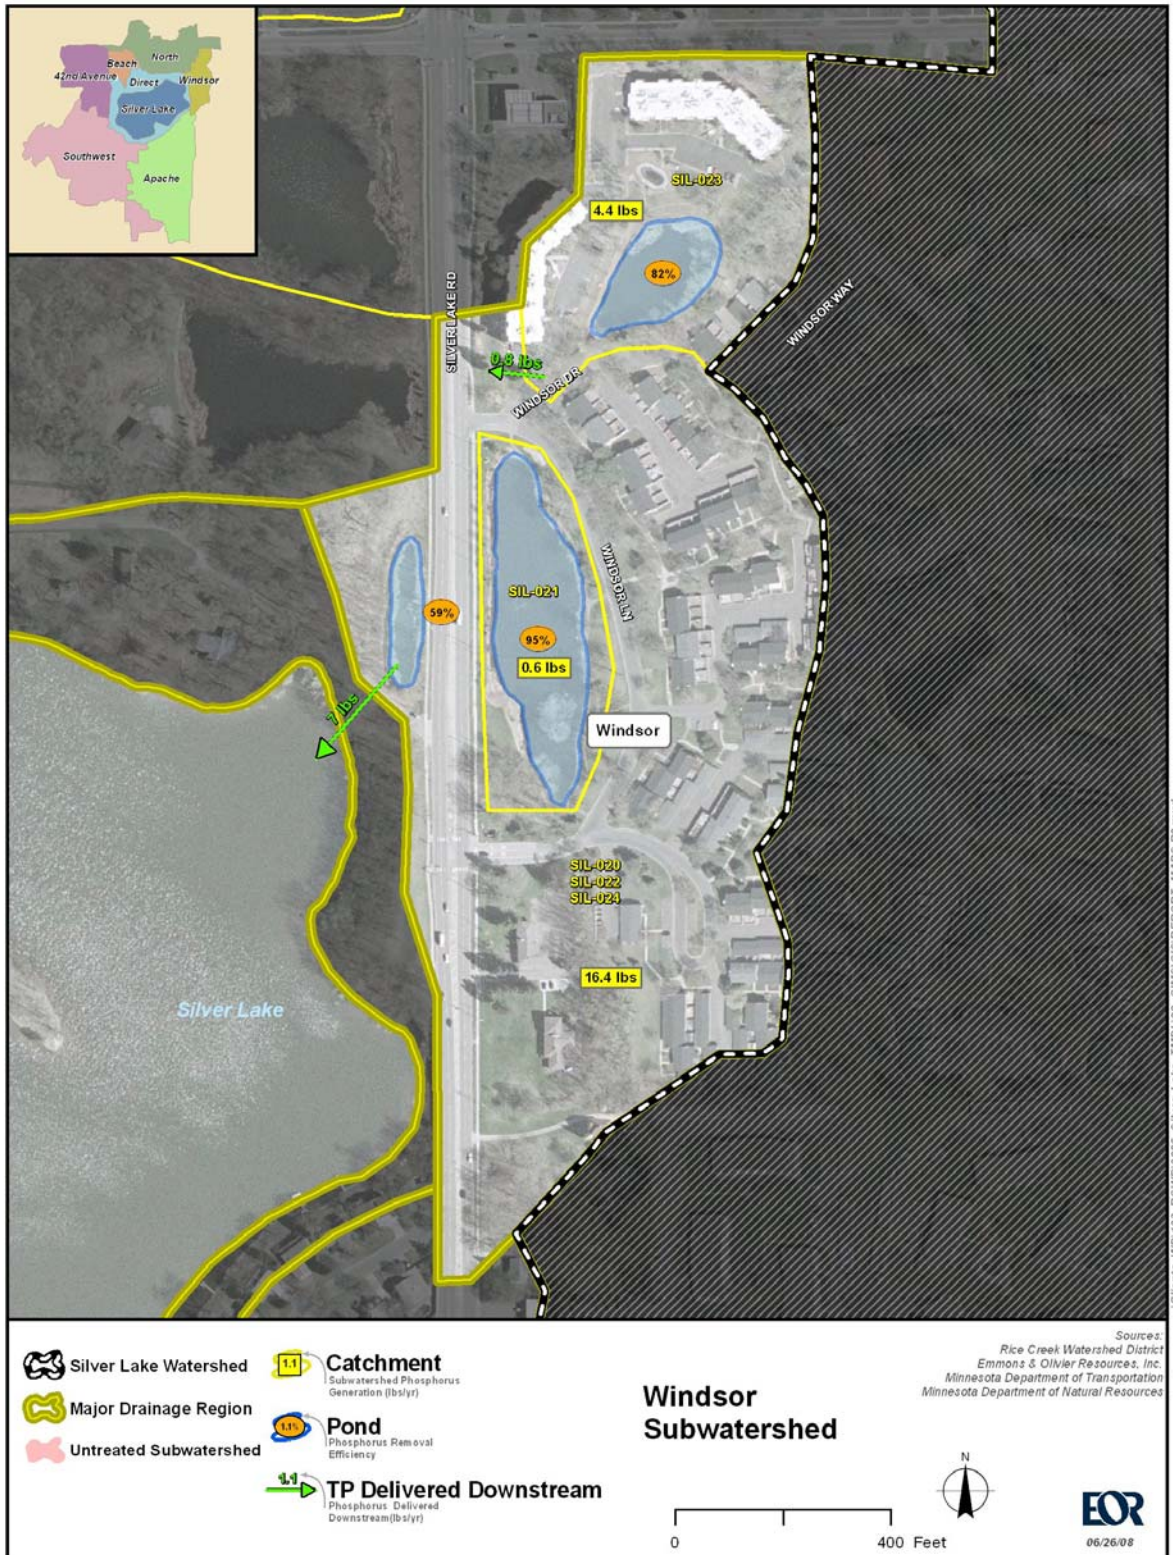 North
Beach
42nd Avenue
Direct
Windsor
Silver Lake
Southwest
Apache
SIL-023
4.4 lbs
82%
SILVER LAKE RD
WINDSOR WAY
0.8 lbs
WINDSOR DR
WINDSOR LN
SIL-021
59%
95%
0.6 lbs
7 lbs
Windsor
SIL-020
SIL-022
SIL-024
16.4 lbs
Silver Lake
Silver Lake Watershed
Major Drainage Region
Untreated Subwatershed
1.1
Catchment
Subwatershed Phosphorus
Generation (lbs/yr)
1.1%
Pond
Phosphorus Removal
Efficiency
1.1
TP Delivered Downstream
Phosphorus Delivered
Downstream(lbs/yr)
Windsor
Subwatershed
Sources:
Rice Creek Watershed District
Emmons & Olivier Resources, Inc.
Minnesota Department of Transportation
Minnesota Department of Natural Resources
N
0 400 Feet
EOR
06/26/08